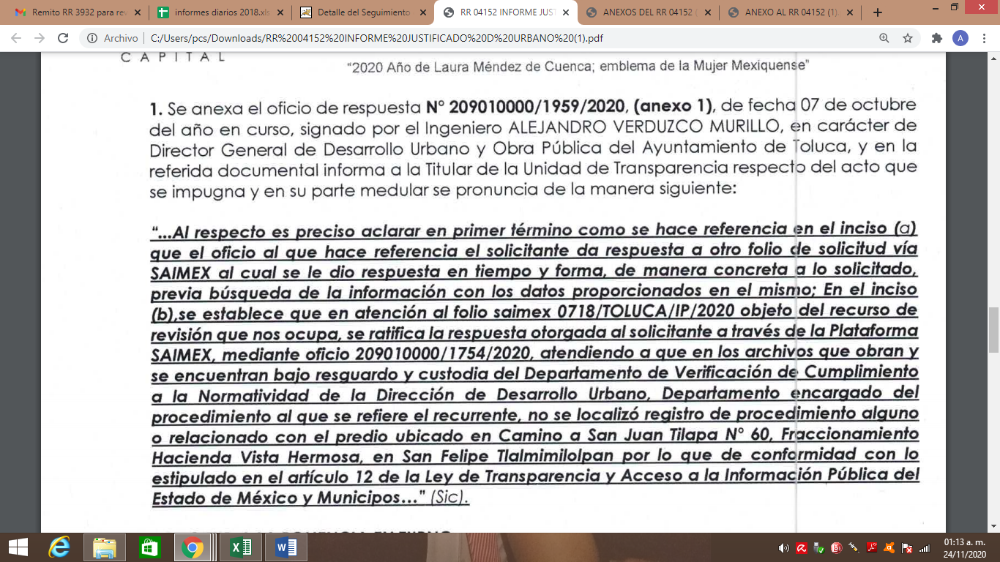 Remito RR 3932 para rev
informes diarios 2018.xls
Detalle del Seguimiento
RR 04152 INFORME JUST
ANEXOS DEL RR 04152 (
ANEXO AL RR 04152 (1).
Archivo
C:/Users/pcs/Downloads/RR%2004152%20INFORME%20JUSTIFICADO%20D%20URBANO%20(1).pdf
A
CAPITAL
“2020 Año de Laura Méndez de Cuenca; emblema de la Mujer Mexiquense”
1. Se anexa el oficio de respuesta N° 209010000/1959/2020, (anexo 1), de fecha 07 de octubre
del año en curso, signado por el Ingeniero ALEJANDRO VERDUZCO MURILLO, en carácter de
Director General de Desarrollo Urbano y Obra Pública del Ayuntamiento de Toluca, y en la
referida documental informa a la Titular de la Unidad de Transparencia respecto del acto que
se impugna y en su parte medular se pronuncia de la manera siguiente:
“...Al respecto es preciso aclarar en primer término como se hace referencia en el inciso (a)
que el oficio al que hace referencia el solicitante da respuesta a otro folio de solicitud vía
SAIMEX al cual se le dio respuesta en tiempo y forma, de manera concreta a lo solicitado,
previa búsqueda de la información con los datos proporcionados en el mismo; En el inciso
(b),se establece que en atención al folio saimex 0718/TOLUCA/IP/2020 objeto del recurso de
revisión que nos ocupa, se ratifica la respuesta otorgada al solicitante a través de la Plataforma
SAIMEX, mediante oficio 209010000/1754/2020, atendiendo a que en los archivos que obran y
se encuentran bajo resguardo y custodia del Departamento de Verificación de Cumplimiento
a la Normatividad de la Dirección de Desarrollo Urbano, Departamento encargado del
procedimiento al que se refiere el recurrente, no se localizó registro de procedimiento alguno
o relacionado con el predio ubicado en Camino a San Juan Tilapa N° 60, Fraccionamiento
Hacienda Vista Hermosa, en San Felipe Tlalmimilolpan por lo que de conformidad con lo
estipulado en el artículo 12 de la Ley de Transparencia y Acceso a la Información Pública del
Estado de México y Municipos...” (Sic).
01:13 a. m.
24/11/2020